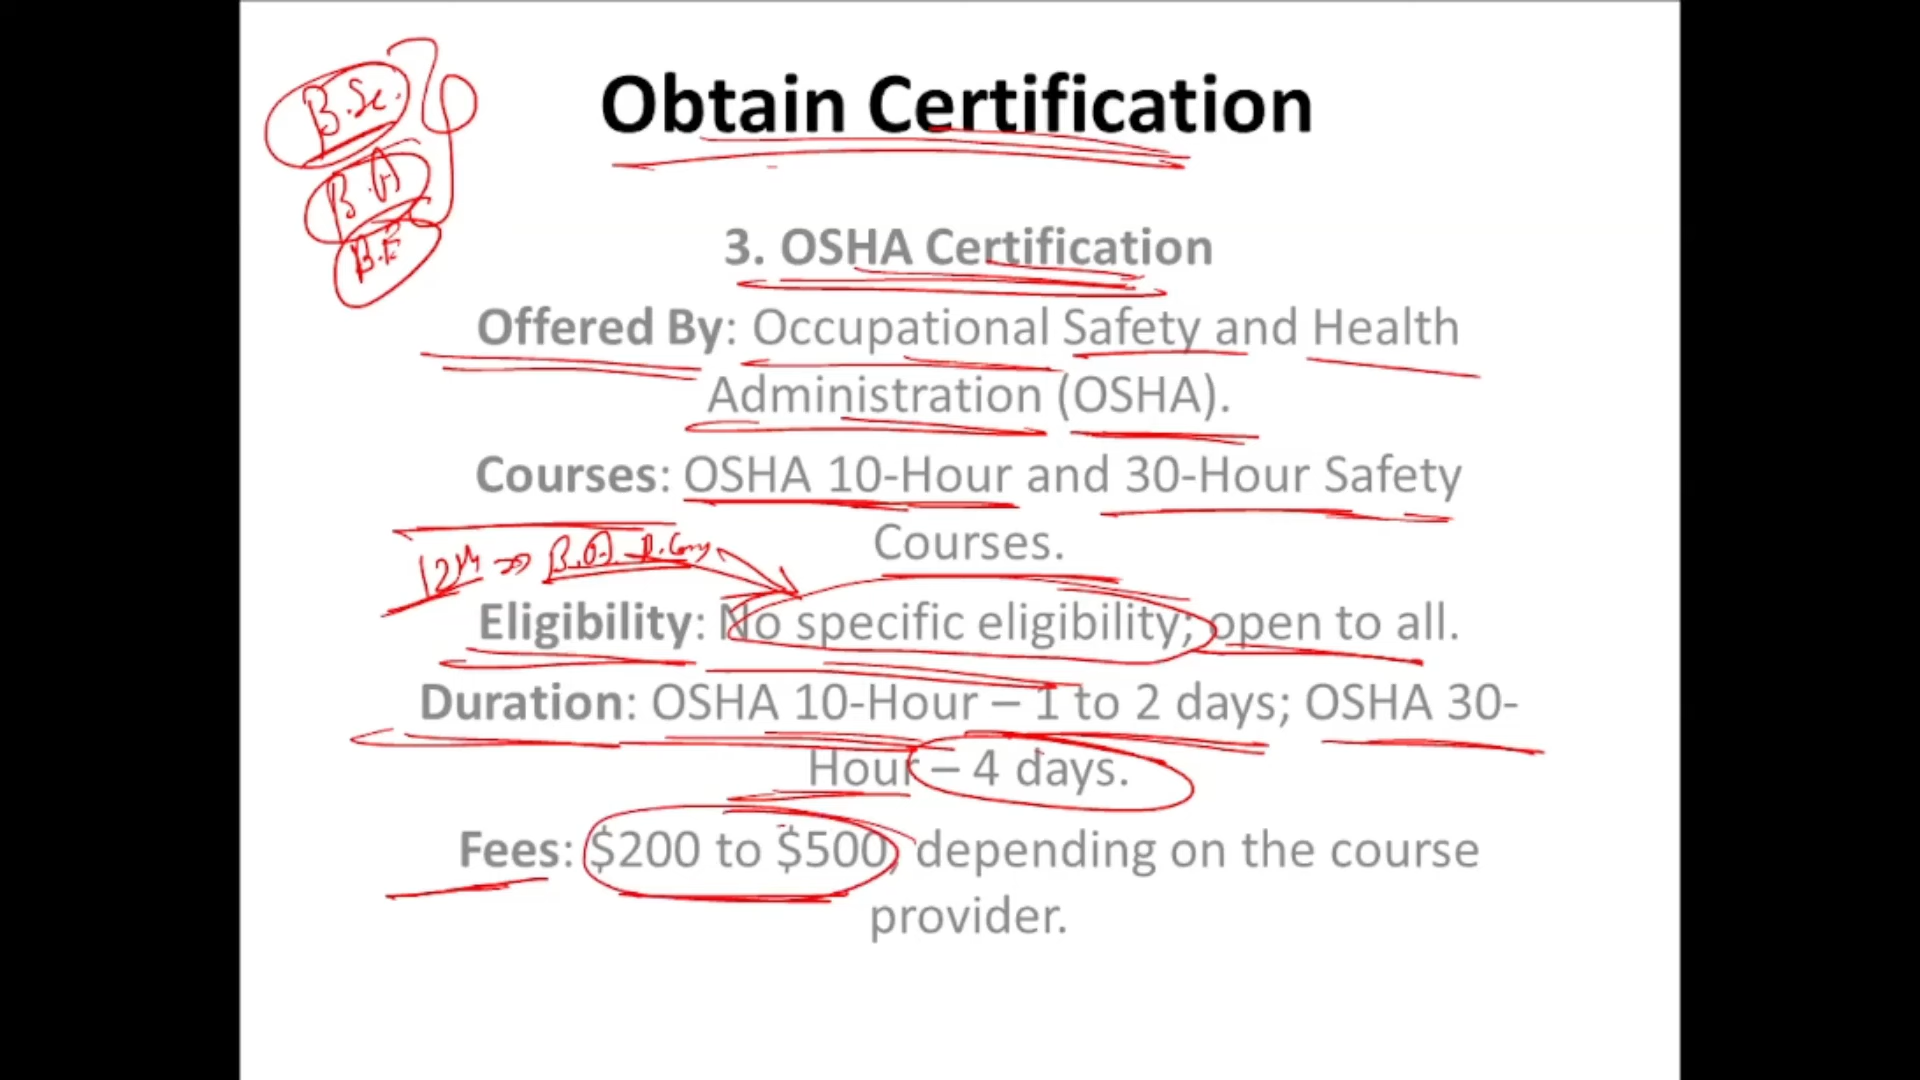 B.Sc.
B.A
B.E
Obtain Certification
3. OSHA Certification
Offered By: Occupational Safety and Health
Administration (OSHA).
Courses: OSHA 10-Hour and 30-Hour Safety
Courses.
12th B.A. B.Com
Eligibility: No specific eligibility; open to all.
Duration: OSHA 10-Hour – 1 to 2 days; OSHA 30-
Hour – 4 days.
Fees: $200 to $500, depending on the course
provider.